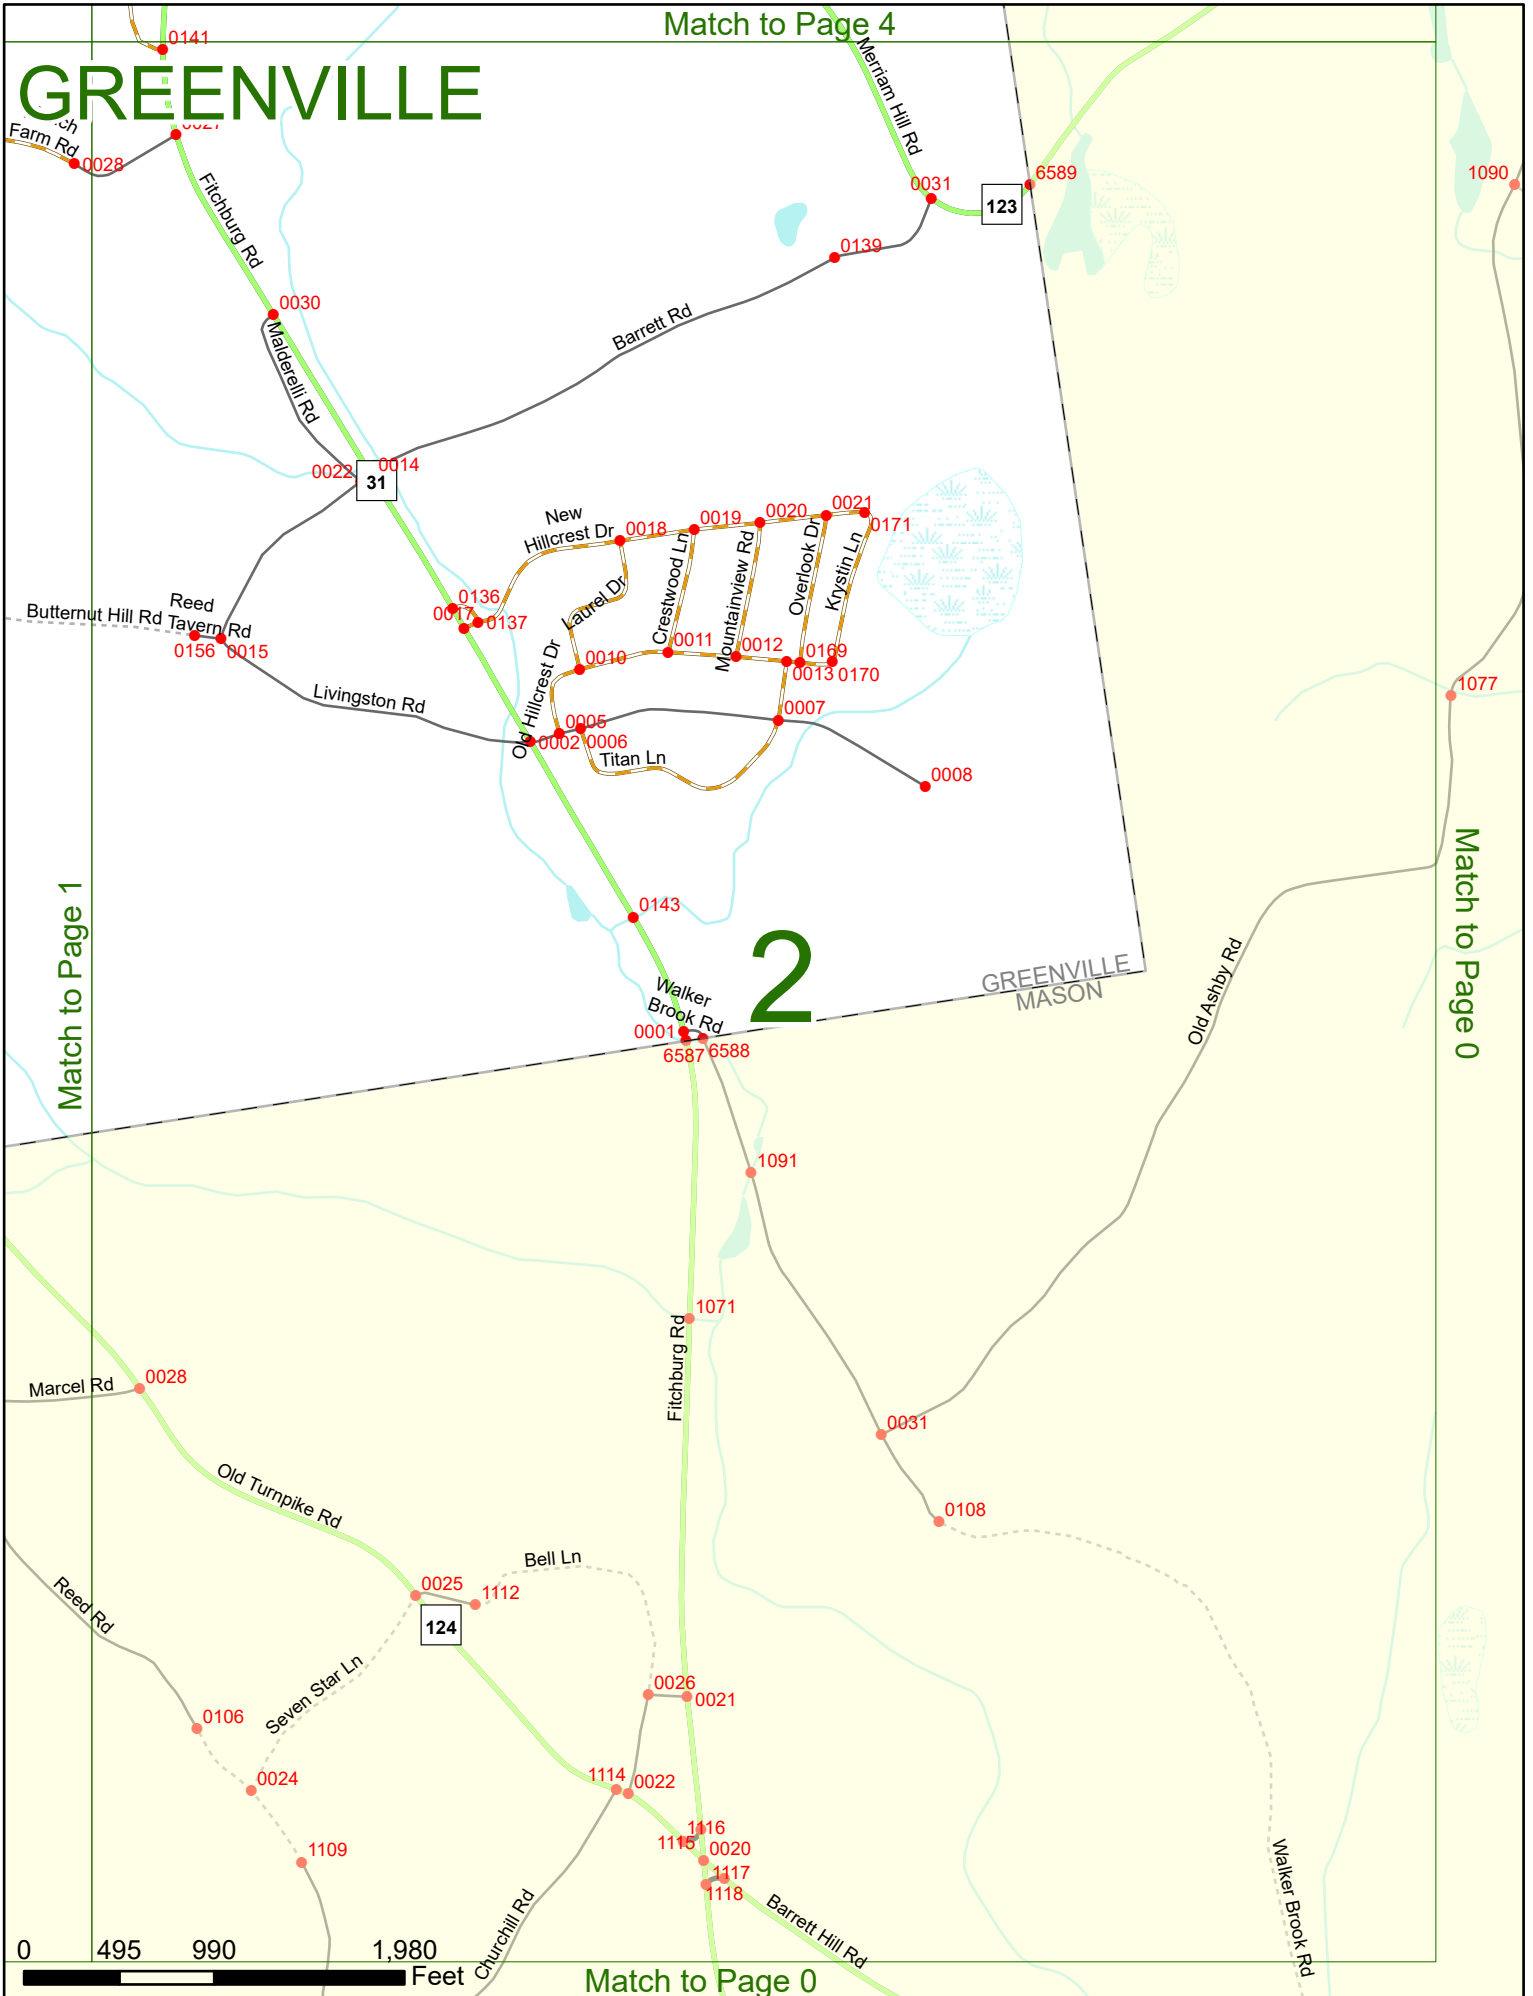 Match to Page 4
0141
GREENVILLE
Merriam Hill Rd
Farm Rd
0028
Fitchburg Rd
0031
123
6589
1090
0139
0030
Malderelli Rd
Barrett Rd
0022
31
0014
New
Hillcrest Dr
0018
0019
0020
0021
0171
Laurel Dr
Crestwood Ln
Mountainview Rd
Overlook Dr
Krystin Ln
0136
0017
0137
Reed
Tavern Rd
Butternut Hill Rd
0156
0015
0010
0011
0012
0169
0013
0170
1077
Livingston Rd
Old Hillcrest Dr
0005
0002
0006
0007
Titan Ln
0008
Match to Page 1
Match to Page 0
0143
2
GREENVILLE
MASON
Old Ashby Rd
Walker
Brook Rd
0001
6587
6588
1091
1071
Fitchburg Rd
0028
Marcel Rd
0031
Old Turnpike Rd
0108
Bell Ln
0025
1112
124
Reed Rd
Seven Star Ln
0026
0021
0106
0024
1114
0022
1116
1115
0020
1109
1117
1118
Churchill Rd
Barrett Hill Rd
Walker Brook Rd
0
495
990
1,980
Feet
Match to Page 0